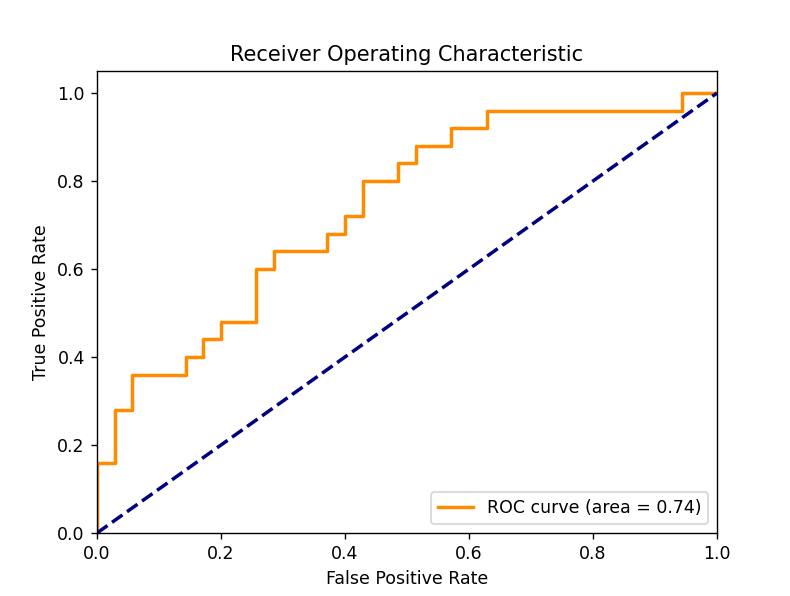 Receiver Operating Characteristic
True Positive Rate
1.0
0.8
0.6
0.4
0.2
0.0
ROC curve (area = 0.74)
0.0 0.2 0.4 0.6 0.8 1.0
False Positive Rate